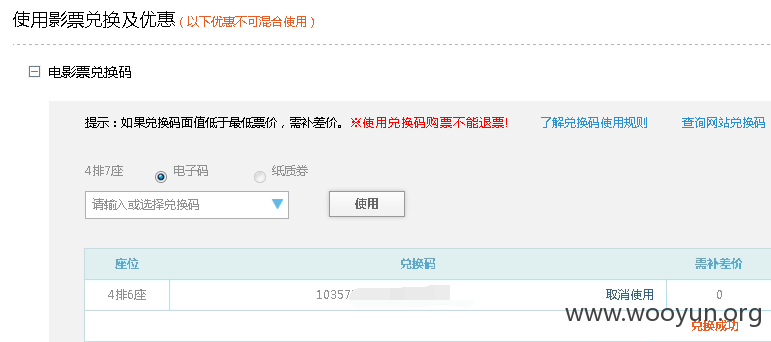 使用影票兑换及优惠（以下优惠不可混合使用）
电影票兑换码
提示：如果兑换码面值低于最低票价，需补差价。※使用兑换码购票不能退票! 了解兑换码使用规则 查询网站兑换码
4排7座 电子码 纸质券
请输入或选择兑换码 使用
座位 兑换码 需补差价
4排6座 10357 取消使用 0
www.wooyun.org
兑换成功